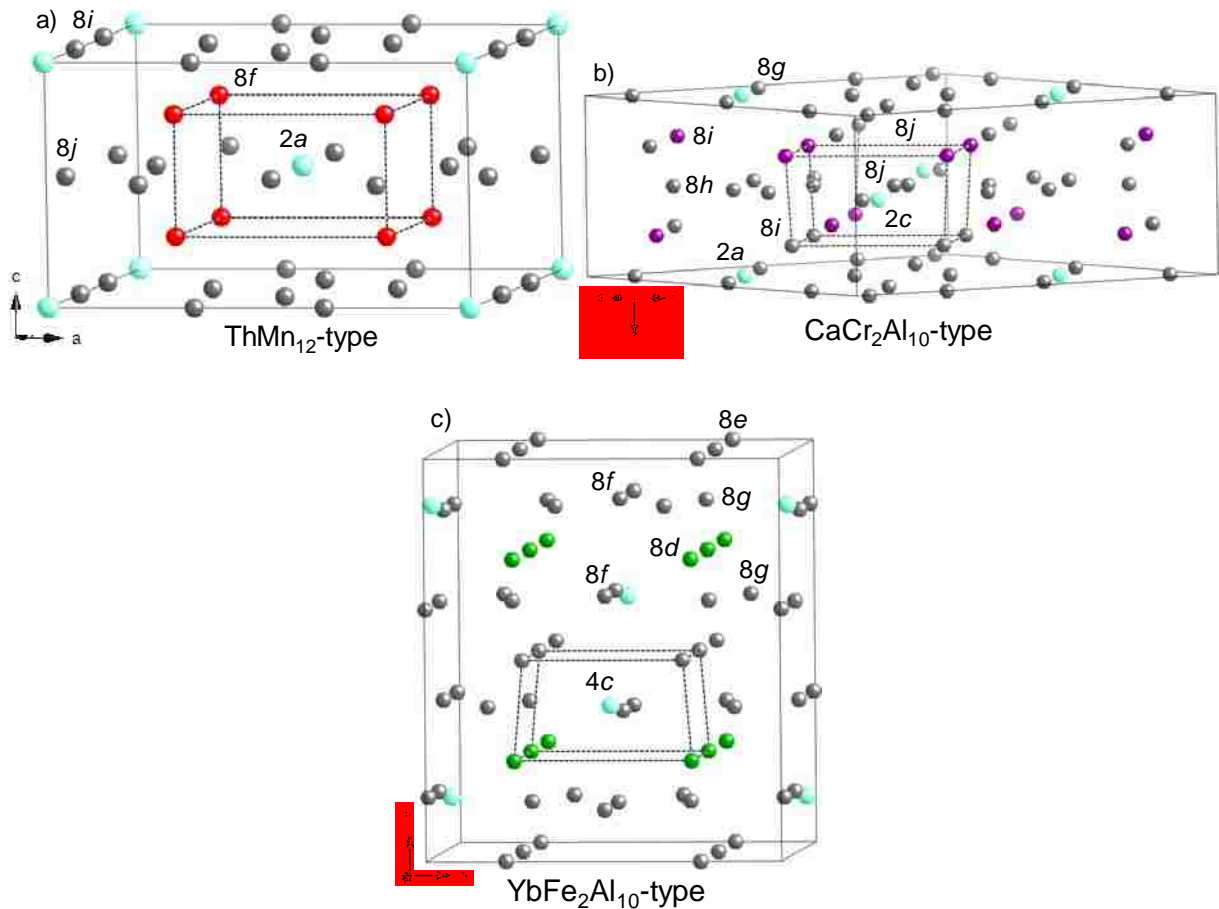 a)
8i
8f
8j
2a
c
a
ThMn₁₂-type
b)
8g
8j
8i
8j
8h
2c
8i
2a
CaCr₂Al₁₀-type
c)
8e
8f
8g
8d
8f
8g
4c
YbFe₂Al₁₀-type